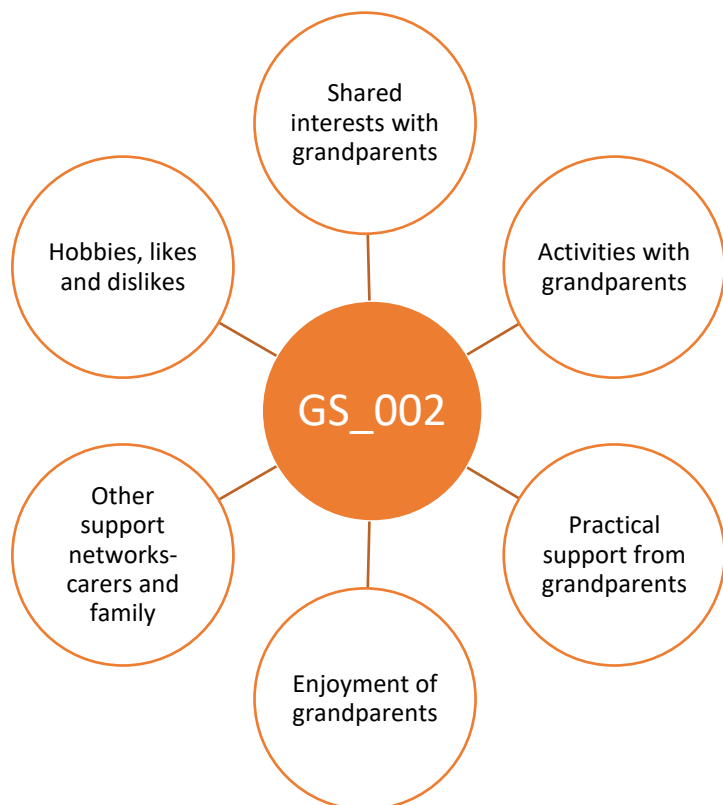 Shared
interests with
grandparents
Hobbies, likes
and dislikes
Activities with
grandparents
GS_002
Other
support
networks-
carers and
family
Practical
support from
grandparents
Enjoyment of
grandparents